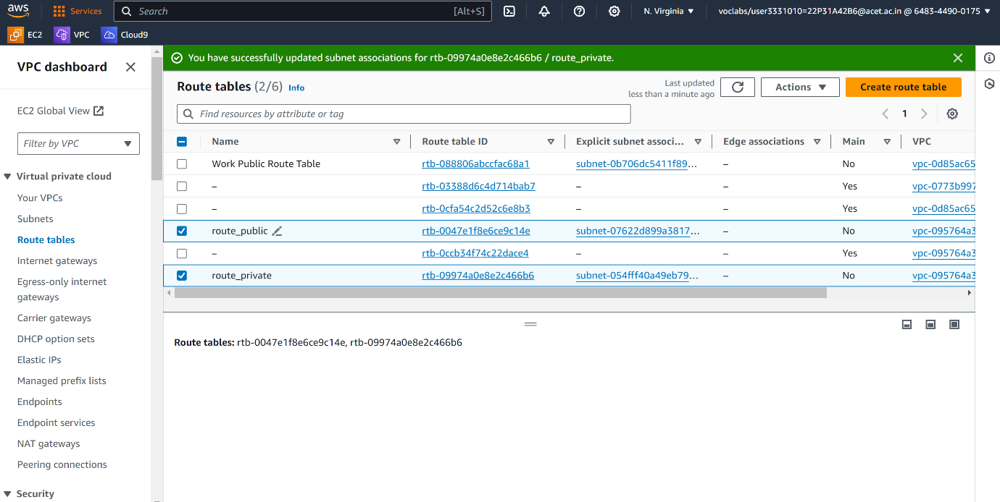 aws Services Search [Alt+S] N. Virginia voclabs/user3331010=22P31A42B6@acet.ac.in @ 6483-4490-0175
EC2 VPC Cloud9
VPC dashboard
EC2 Global View
Filter by VPC
Virtual private cloud
Your VPCs
Subnets
Route tables
Internet gateways
Egress-only internet
gateways
Carrier gateways
DHCP option sets
Elastic IPs
Managed prefix lists
Endpoints
Endpoint services
NAT gateways
Peering connections
Security
You have successfully updated subnet associations for rtb-09974a0e8e2c466b6 / route_private.
Route tables (2/6) Info
Last updated
less than a minute ago
Actions
Create route table
Find resources by attribute or tag
1
Name Route table ID Explicit subnet associ... Edge associations Main VPC
Work Public Route Table rtb-088806abccfac68a1 subnet-0b706dc5411f89... – No vpc-0d85ac65
– rtb-03388d6c4d714bab7 – – Yes vpc-0773b997
– rtb-0cfa54c2d52c6e8b3 – – Yes vpc-0d85ac65
route_public rtb-0047e1f8e6ce9c14e subnet-07622d899a3817... – No vpc-095764a3
– rtb-0ccb34f74c22dace4 – – Yes vpc-095764a3
route_private rtb-09974a0e8e2c466b6 subnet-054fff40a49eb79... – No vpc-095764a3
Route tables: rtb-0047e1f8e6ce9c14e, rtb-09974a0e8e2c466b6